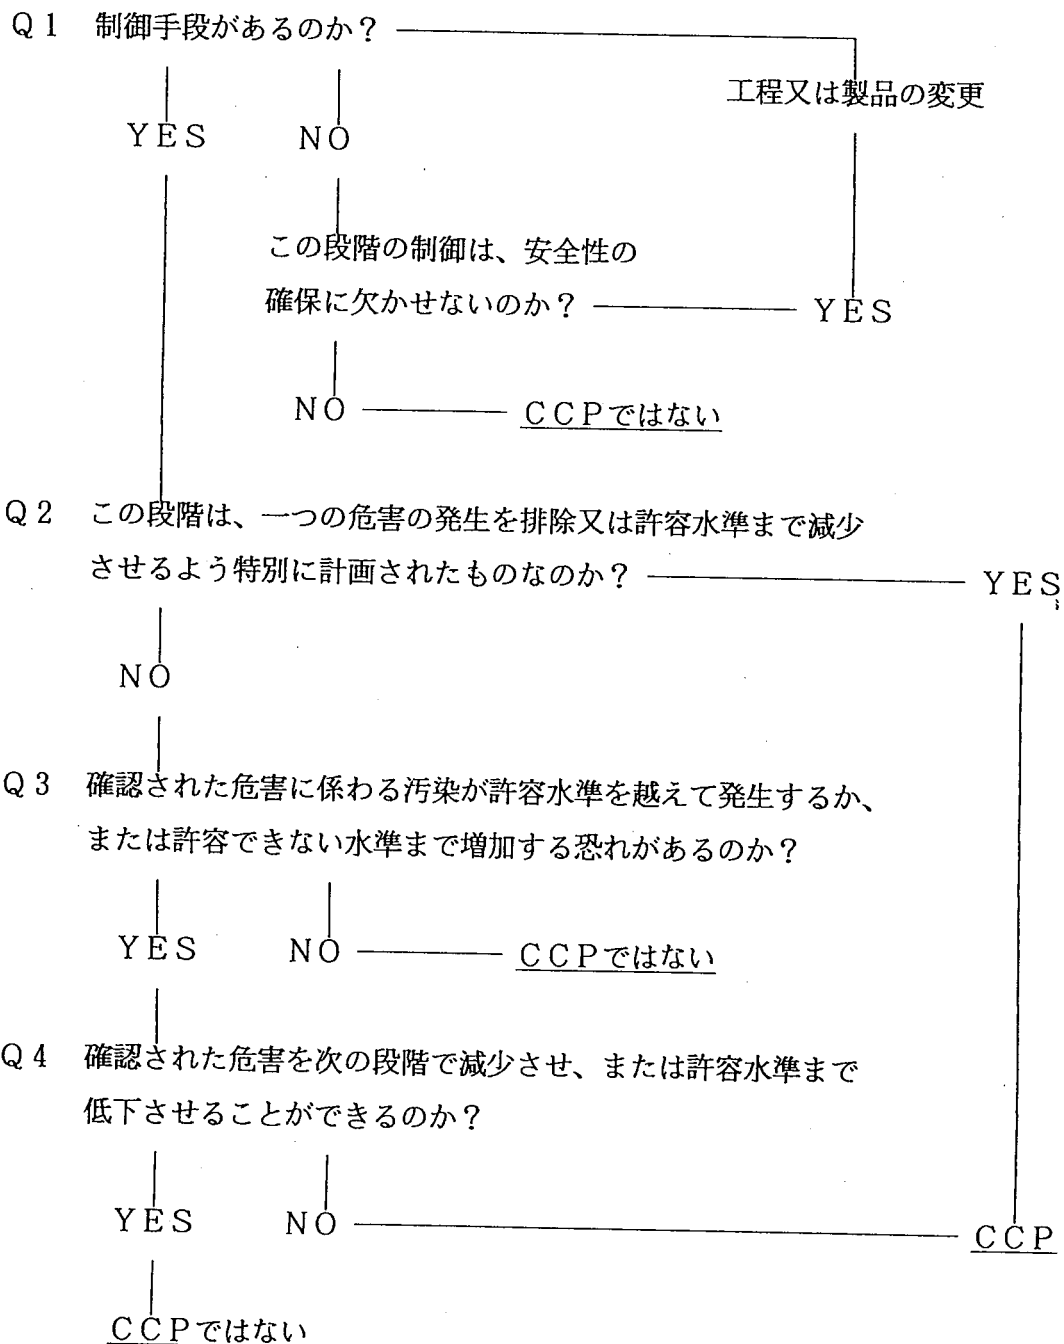 Q1 制御手段があるのか？
工程又は製品の変更
YES NO
この段階の制御は、安全性の
確保に欠かせないのか？ YES
NO CCPではない
Q2 この段階は、一つの危害の発生を排除又は許容水準まで減少
させるよう特別に計画されたものなのか？ YES
NO
Q3 確認された危害に係わる汚染が許容水準を越えて発生するか、
または許容できない水準まで増加する恐れがあるのか？
YES NO CCPではない
Q4 確認された危害を次の段階で減少させ、または許容水準まで
低下させることができるのか？
YES NO CCP
CCPではない